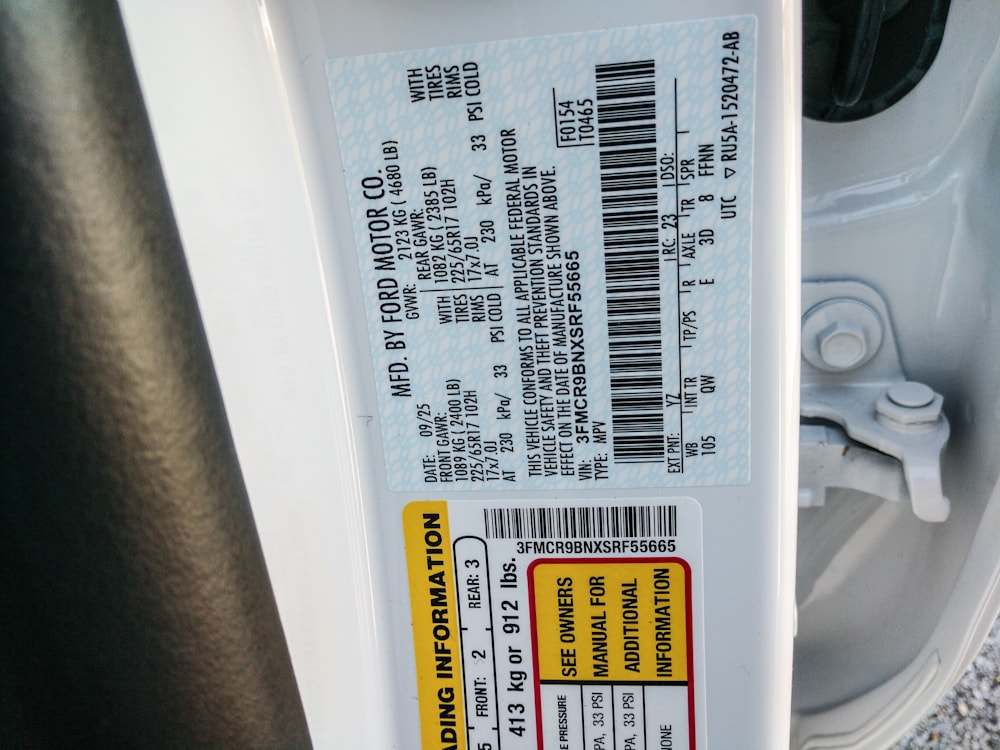 MFD. BY FORD MOTOR CO.
DATE: 09/25 GVWR: 2123 KG ( 4680 LB)
FRONT GAWR: REAR GAWR:
1089 KG ( 2400 LB) WITH 1082 KG ( 2385 LB) WITH
225/65R17 102H TIRES 225/65R17 102H TIRES
17x7.0J RIMS 17x7.0J RIMS
AT 230 kPa/ 33 PSI COLD AT 230 kPa/ 33 PSI COLD
THIS VEHICLE CONFORMS TO ALL APPLICABLE FEDERAL MOTOR
VEHICLE SAFETY AND THEFT PREVENTION STANDARDS IN
EFFECT ON THE DATE OF MANUFACTURE SHOWN ABOVE.
VIN: 3FMCR9BNXSRF55665 F0154
TYPE: MPV T0465
EXT PNT: YZ RC: 23 DSO:
WB INTTR TP/PS R AXLE TR SPR
105 QW E 3D 8 FFNN
UTC ▽ RU5A-1520472-AB
ADING INFORMATION
5 FRONT: 2 REAR: 3
413 kg or 912 lbs.
3FMCR9BNXSRF55665
SEE OWNERS
MANUAL FOR
ADDITIONAL
INFORMATION
E PRESSURE
PA, 33 PSI
PA, 33 PSI
NONE